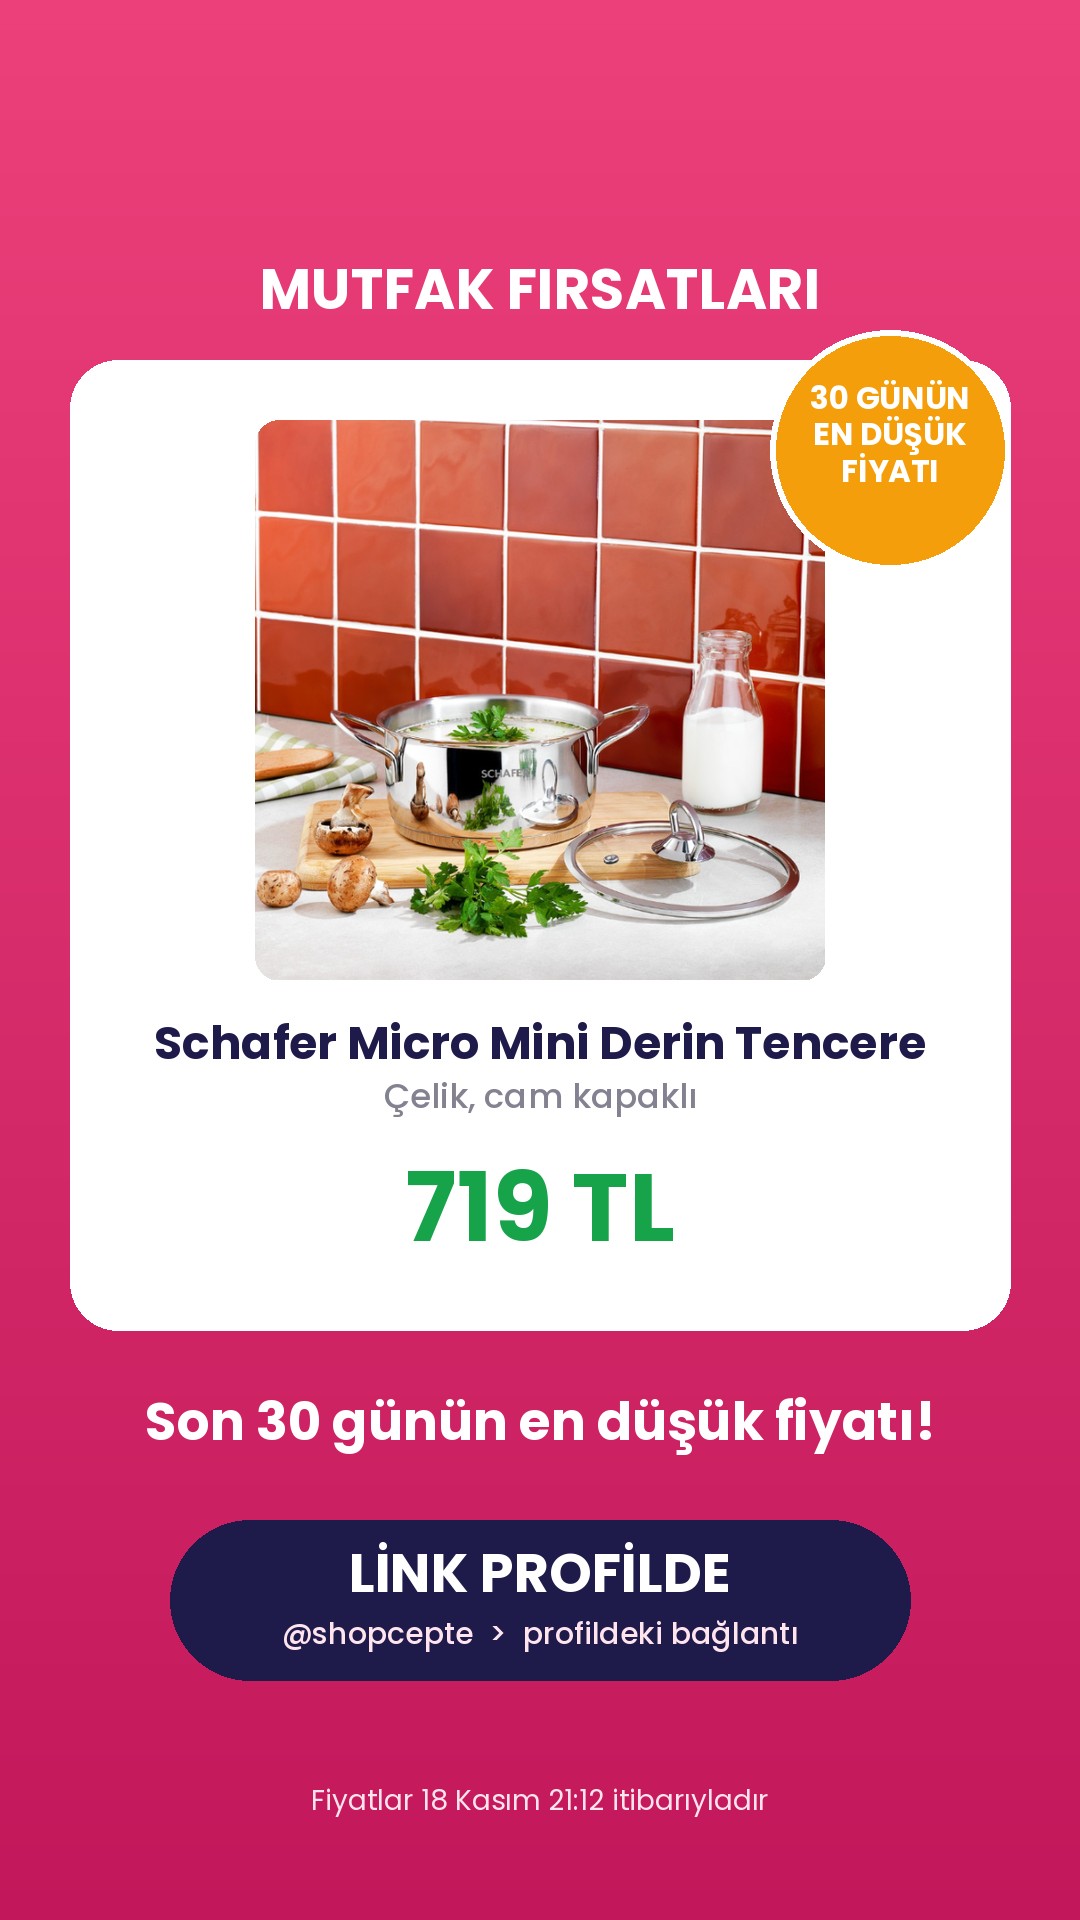 MUTFAK FIRSATLARI
30 GÜNÜN
EN DÜŞÜK
FİYATI
SCHAFER
Schafer Micro Mini Derin Tencere
Çelik, cam kapaklı
719 TL
Son 30 günün en düşük fiyatı!
LİNK PROFİLDE
@shopcepte > profildeki bağlantı
Fiyatlar 18 Kasım 21:12 itibarıyladır